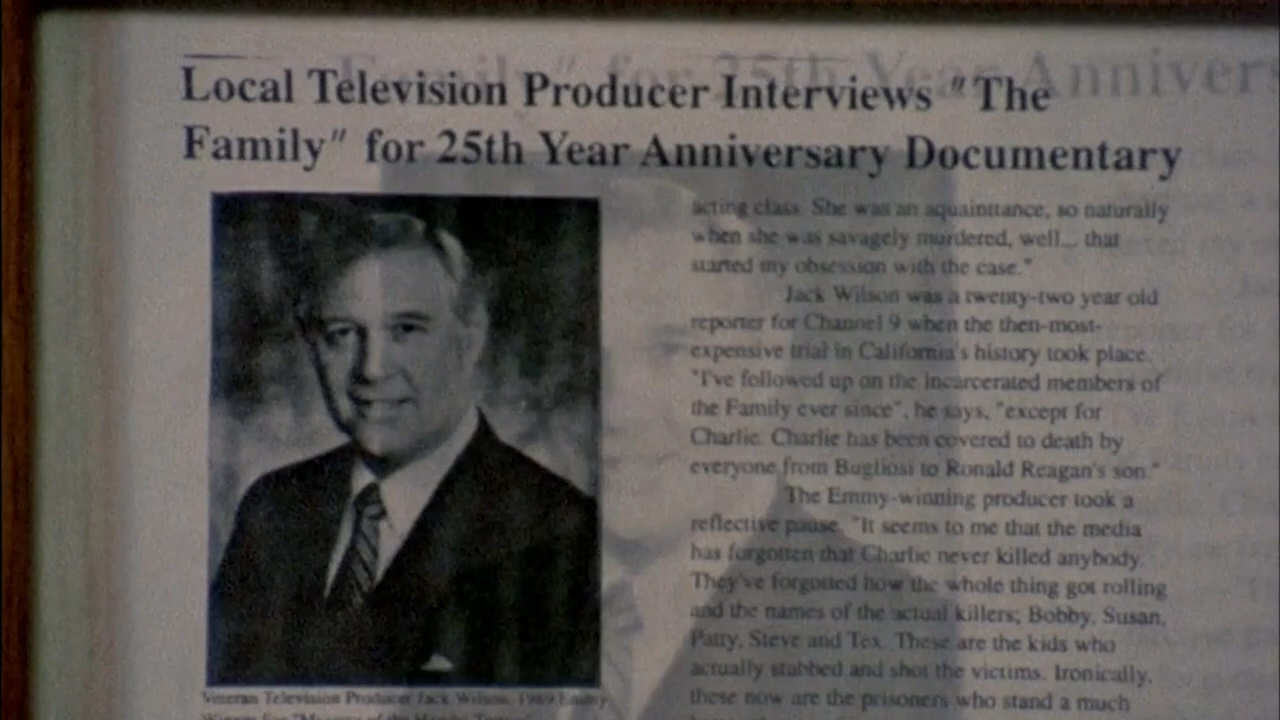 Local Television Producer Interviews "The
Family" for 25th Year Anniversary Documentary
acting class. She was an aquainttance, so naturally
when she was savagely murdered, well... that
started my obsession with the case."
Jack Wilson was a twenty-two year old
reporter for Channel 9 when the then-most-
expensive trial in California's history took place.
"I've followed up on the incarcerated members of
the Family ever since", he says, "except for
Charlie. Charlie has been covered to death by
everyone from Bugliosi to Ronald Reagan's son."
The Emmy-winning producer took a
reflective pause. "It seems to me that the media
has forgotten that Charlie never killed anybody.
They've forgotted how the whole thing got rolling
and the names of the actual killers; Bobby, Susan,
Patty, Steve and Tex. These are the kids who
actually stabbed and shot the victims. Ironically,
these now are the prisoners who stand a much
Veteran Television Producer Jack Wilson, 1989 Emmy